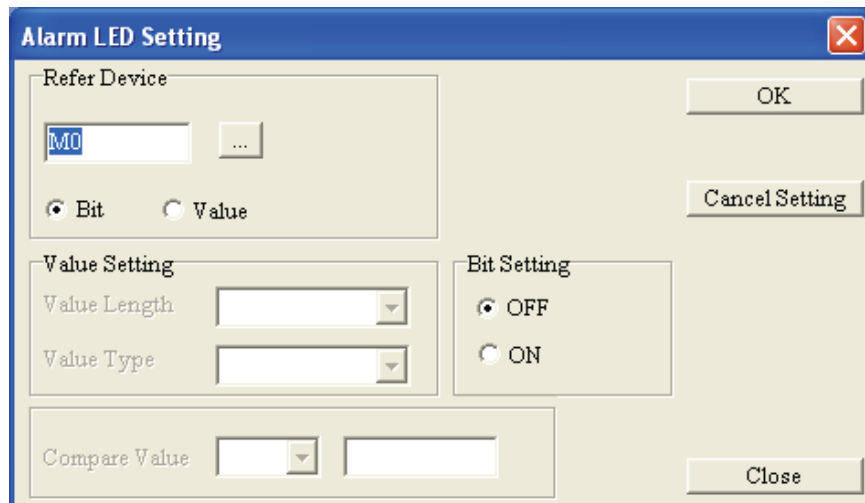 Alarm LED Setting
Refer Device
OK
M0
...
Cancel Setting
Bit
Value
Value Setting
Bit Setting
Value Length
OFF
Value Type
ON
Compare Value
Close